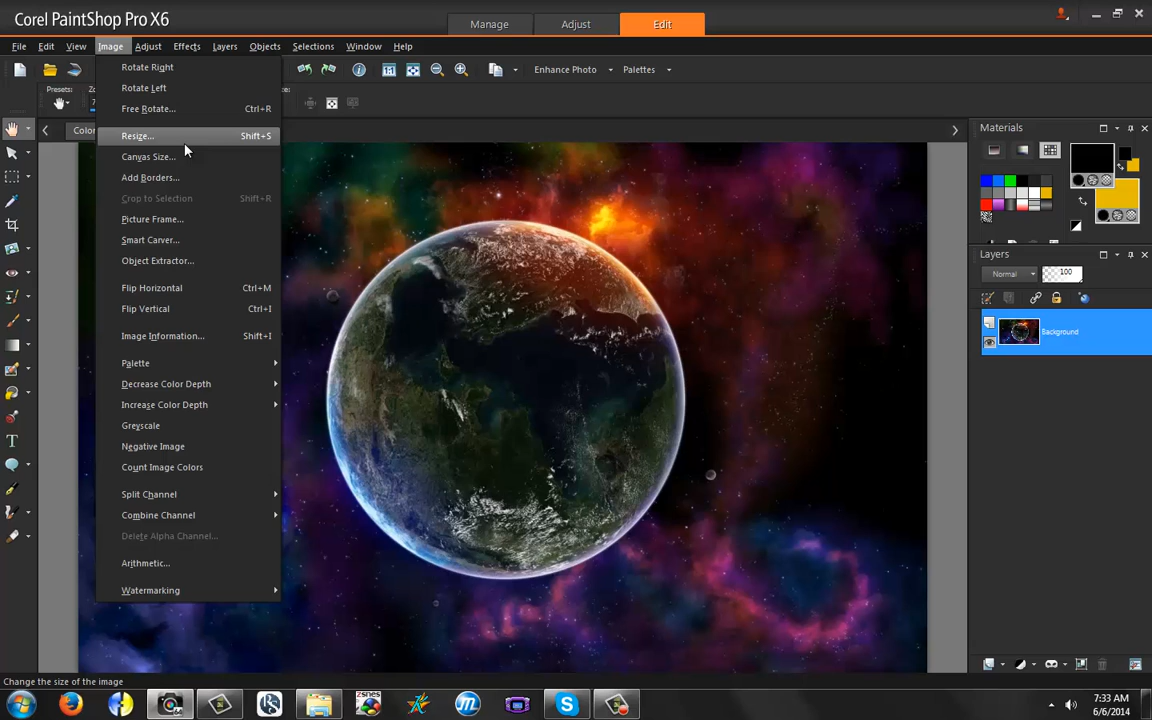 Corel PaintShop Pro X6
Manage
Adjust
Edit
File Edit View Image Adjust Effects Layers Objects Selections Window Help
Enhance Photo
Palettes
Presets:
Rotate Right
Rotate Left
Free Rotate... Ctrl+R
Resize... Shift+S
Canvas Size...
Add Borders...
Crop to Selection Shift+R
Picture Frame...
Smart Carver...
Object Extractor...
Flip Horizontal Ctrl+M
Flip Vertical Ctrl+I
Image Information... Shift+I
Palette
Decrease Color Depth
Increase Color Depth
Greyscale
Negative Image
Count Image Colors
Split Channel
Combine Channel
Delete Alpha Channel...
Arithmetic...
Watermarking
Materials
Layers
Normal 100
Background
Change the size of the image
7:33 AM
6/6/2014